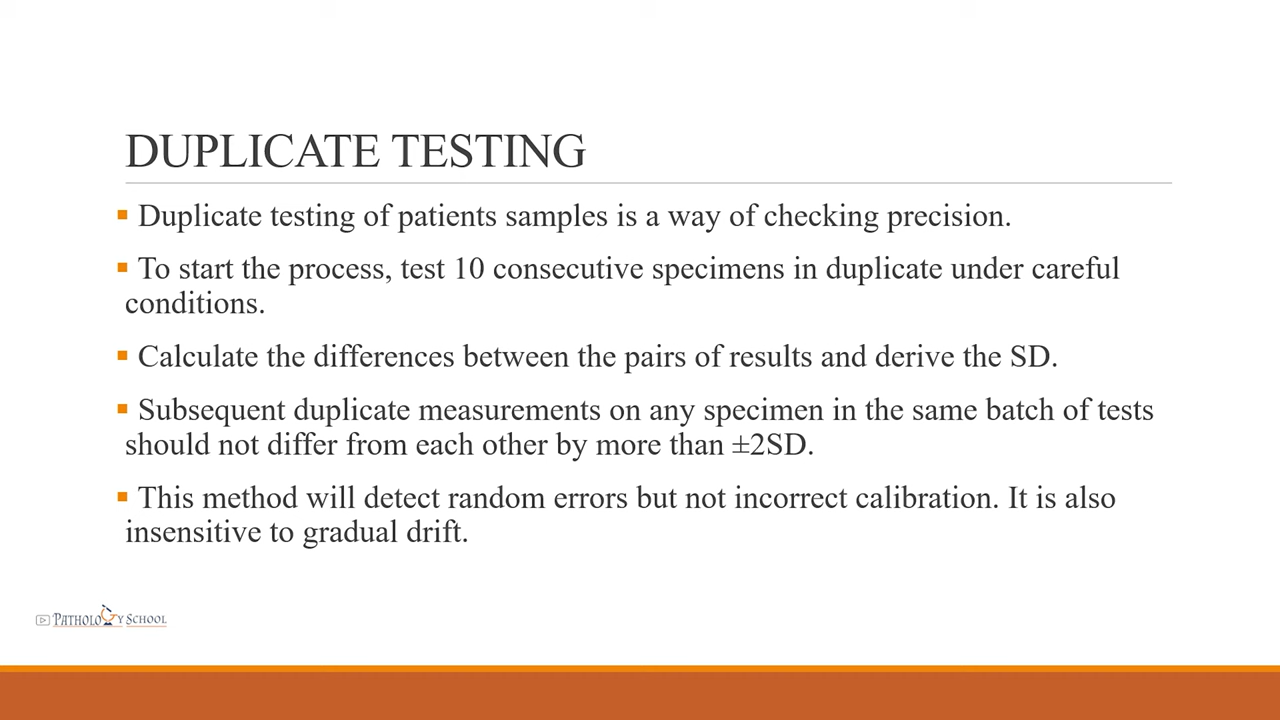 DUPLICATE TESTING
▪ Duplicate testing of patients samples is a way of checking precision.
▪ To start the process, test 10 consecutive specimens in duplicate under careful
conditions.
▪ Calculate the differences between the pairs of results and derive the SD.
▪ Subsequent duplicate measurements on any specimen in the same batch of tests
should not differ from each other by more than ±2SD.
▪ This method will detect random errors but not incorrect calibration. It is also
insensitive to gradual drift.
PATHOLOGY SCHOOL